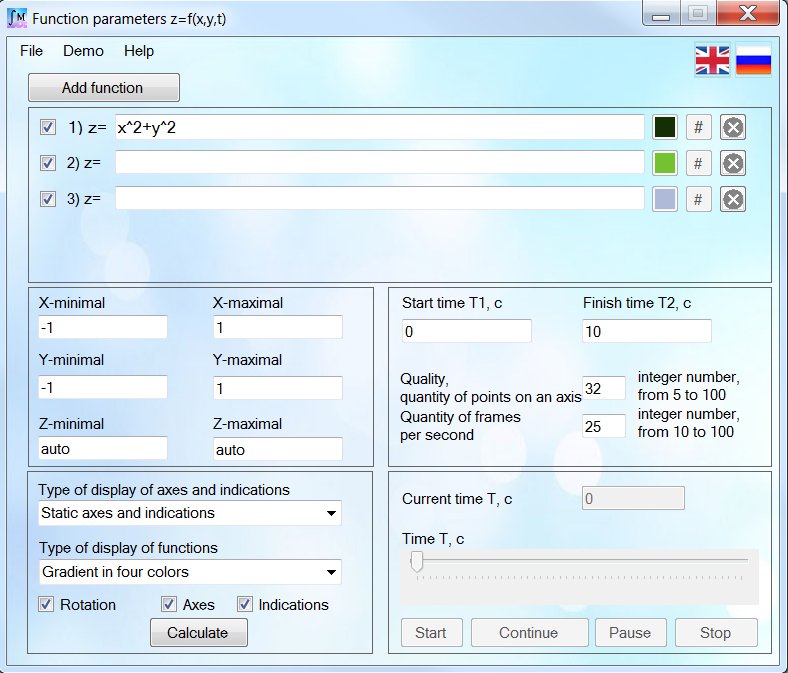 Function parameters z=f(x,y,t)
File Demo Help
Add function
1) z= x^2+y^2 #
2) z= #
3) z= #
X-minimal X-maximal
-1 1
Y-minimal Y-maximal
-1 1
Z-minimal Z-maximal
auto auto
Start time T1, c Finish time T2, c
0 10
Quality,
quantity of points on an axis 32
integer number,
from 5 to 100
Quantity of frames
per second 25
integer number,
from 10 to 100
Type of display of axes and indications
Static axes and indications
Type of display of functions
Gradient in four colors
Rotation Axes Indications
Calculate
Current time T, c 0
Time T, c
Start Continue Pause Stop